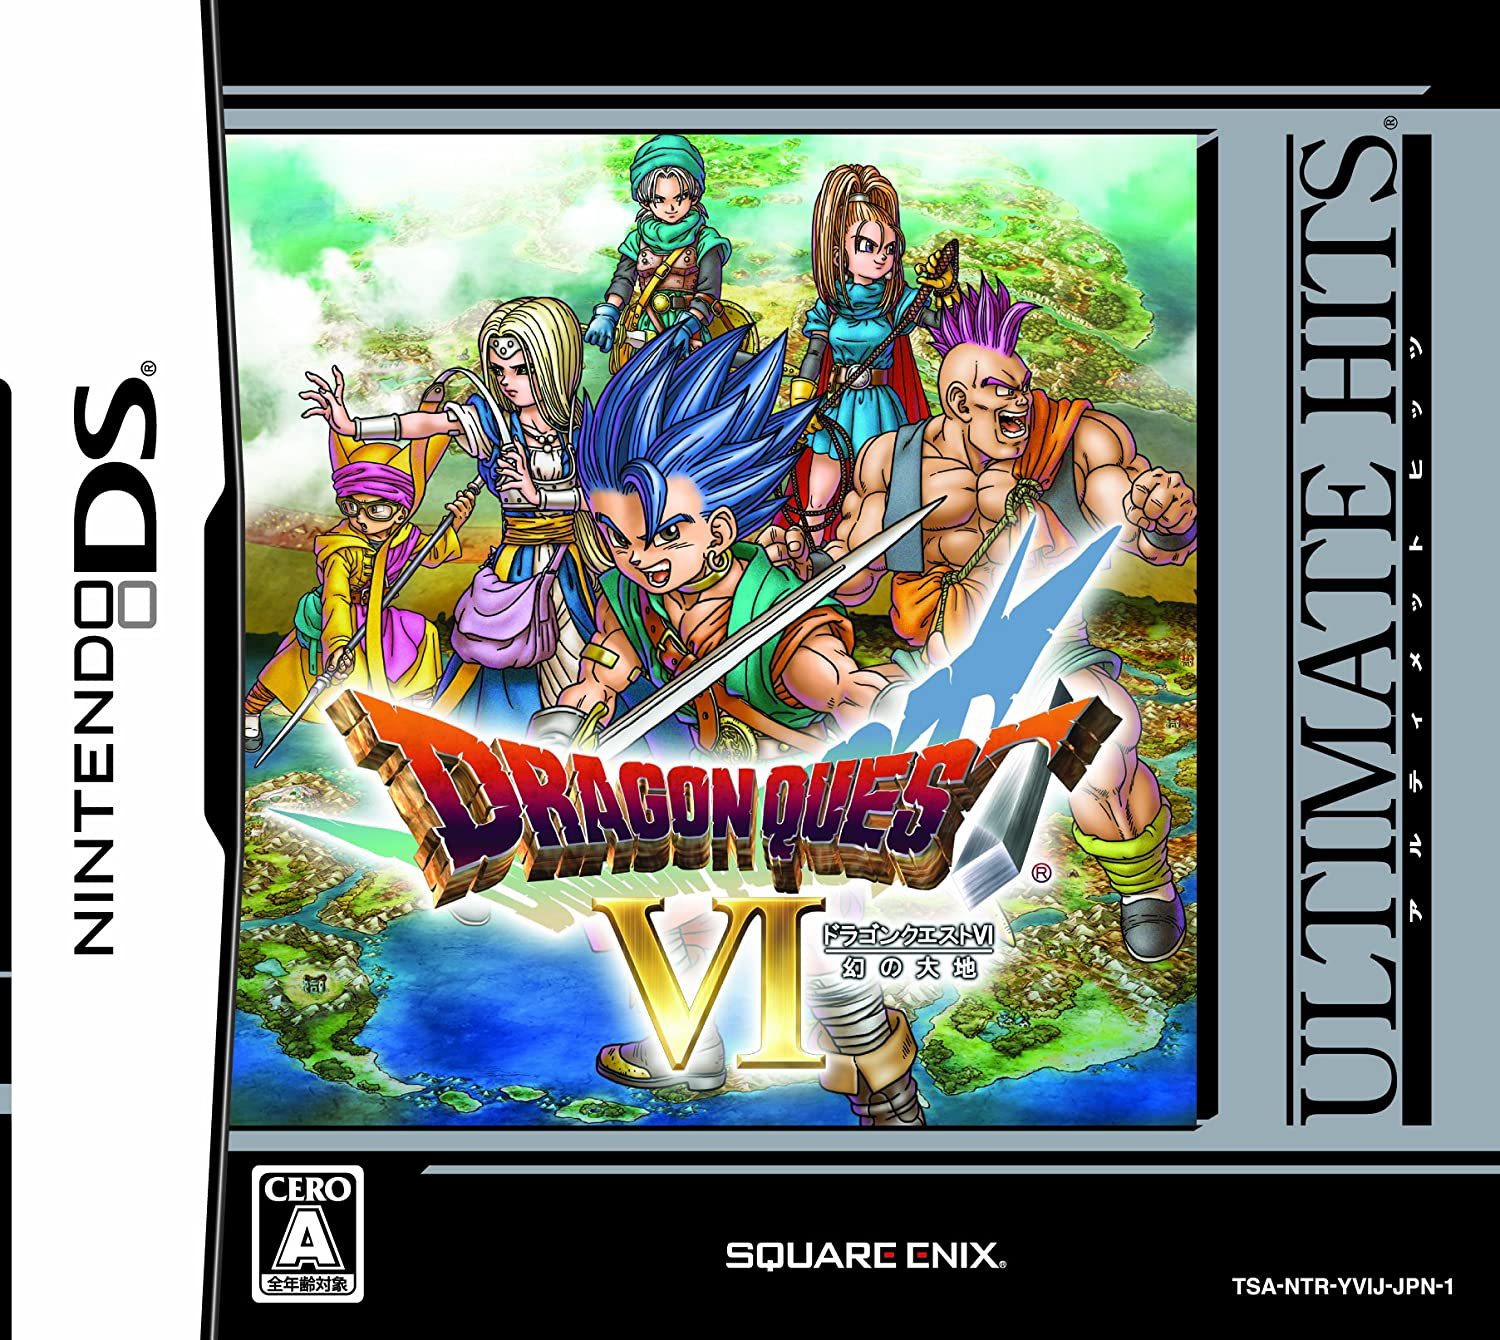 NINTENDO DS®
DRAGON QUEST®
VI
ドラゴンクエストVI
幻の大地
ULTIMATE HITS®
アルティメットヒッツ
CERO
A
全年齢対象
SQUARE ENIX®
TSA-NTR-YVIJ-JPN-1